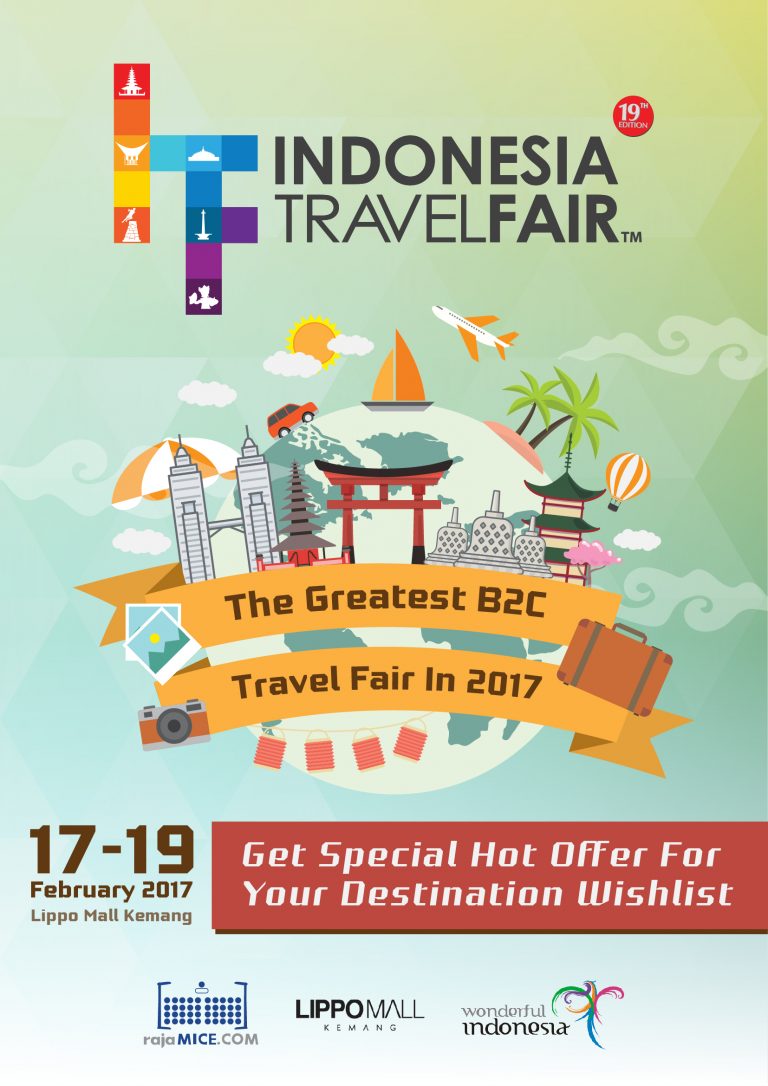 19TH
EDITION
INDONESIA
TRAVELFAIR™
The Greatest B2C
Travel Fair In 2017
17-19
February 2017
Lippo Mall Kemang
Get Special Hot Offer For
Your Destination Wishlist
rajaMICE.COM
LIPPOMALL
KEMANG
wonderful
indonesia